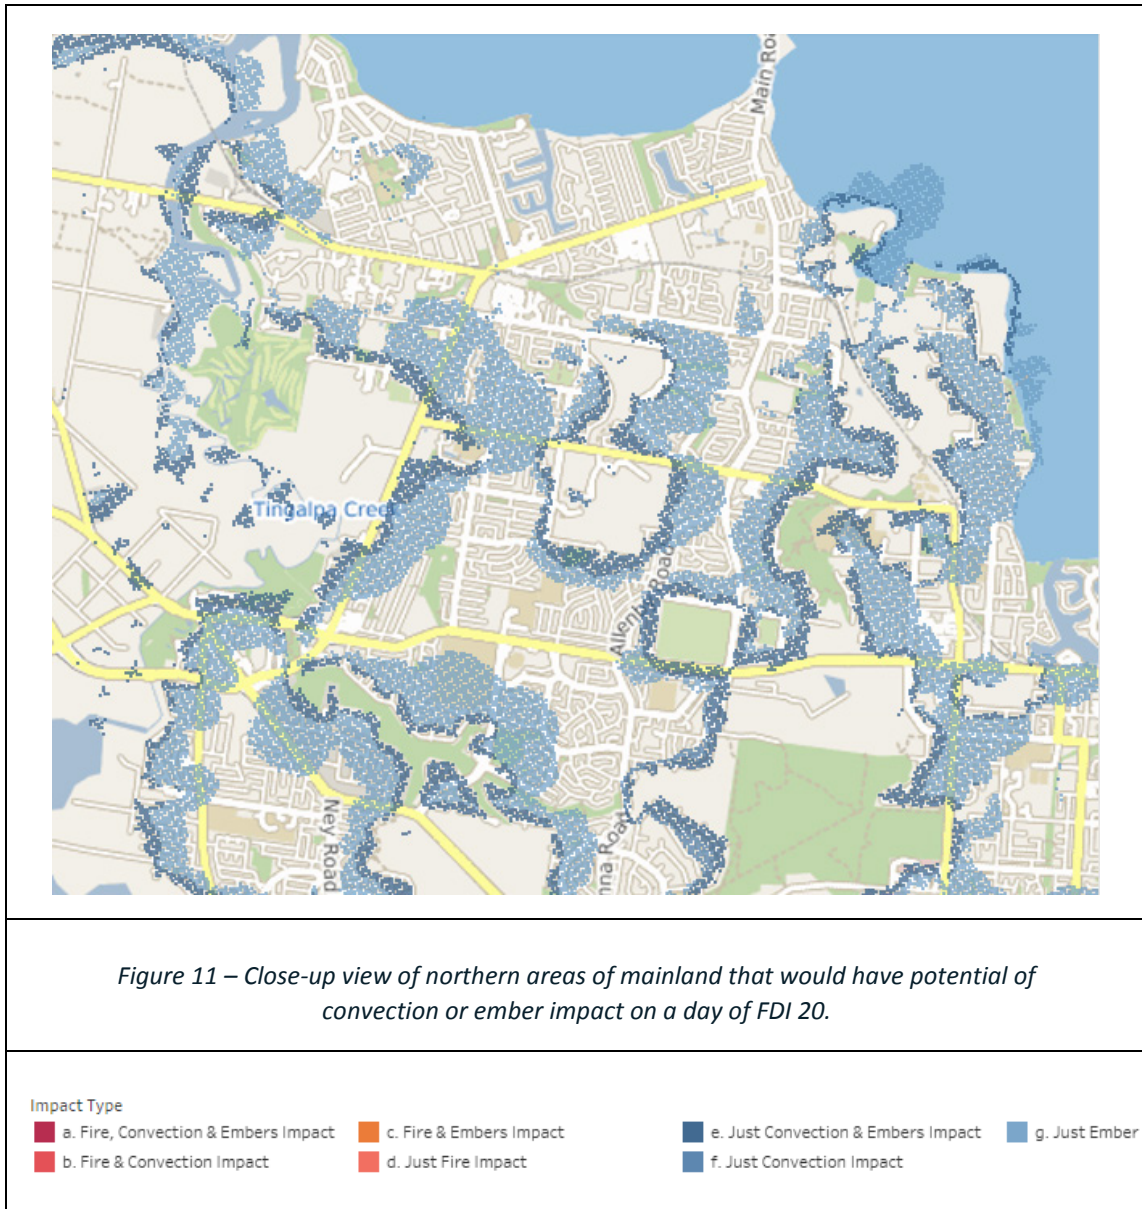 Main Roa
Tingalpa Creek
Allenby Road
Ney Road
nna Road
Figure 11 – Close-up view of northern areas of mainland that would have potential of
convection or ember impact on a day of FDI 20.
Impact Type
a. Fire, Convection & Embers Impact
c. Fire & Embers Impact
e. Just Convection & Embers Impact
g. Just Ember
b. Fire & Convection Impact
d. Just Fire Impact
f. Just Convection Impact